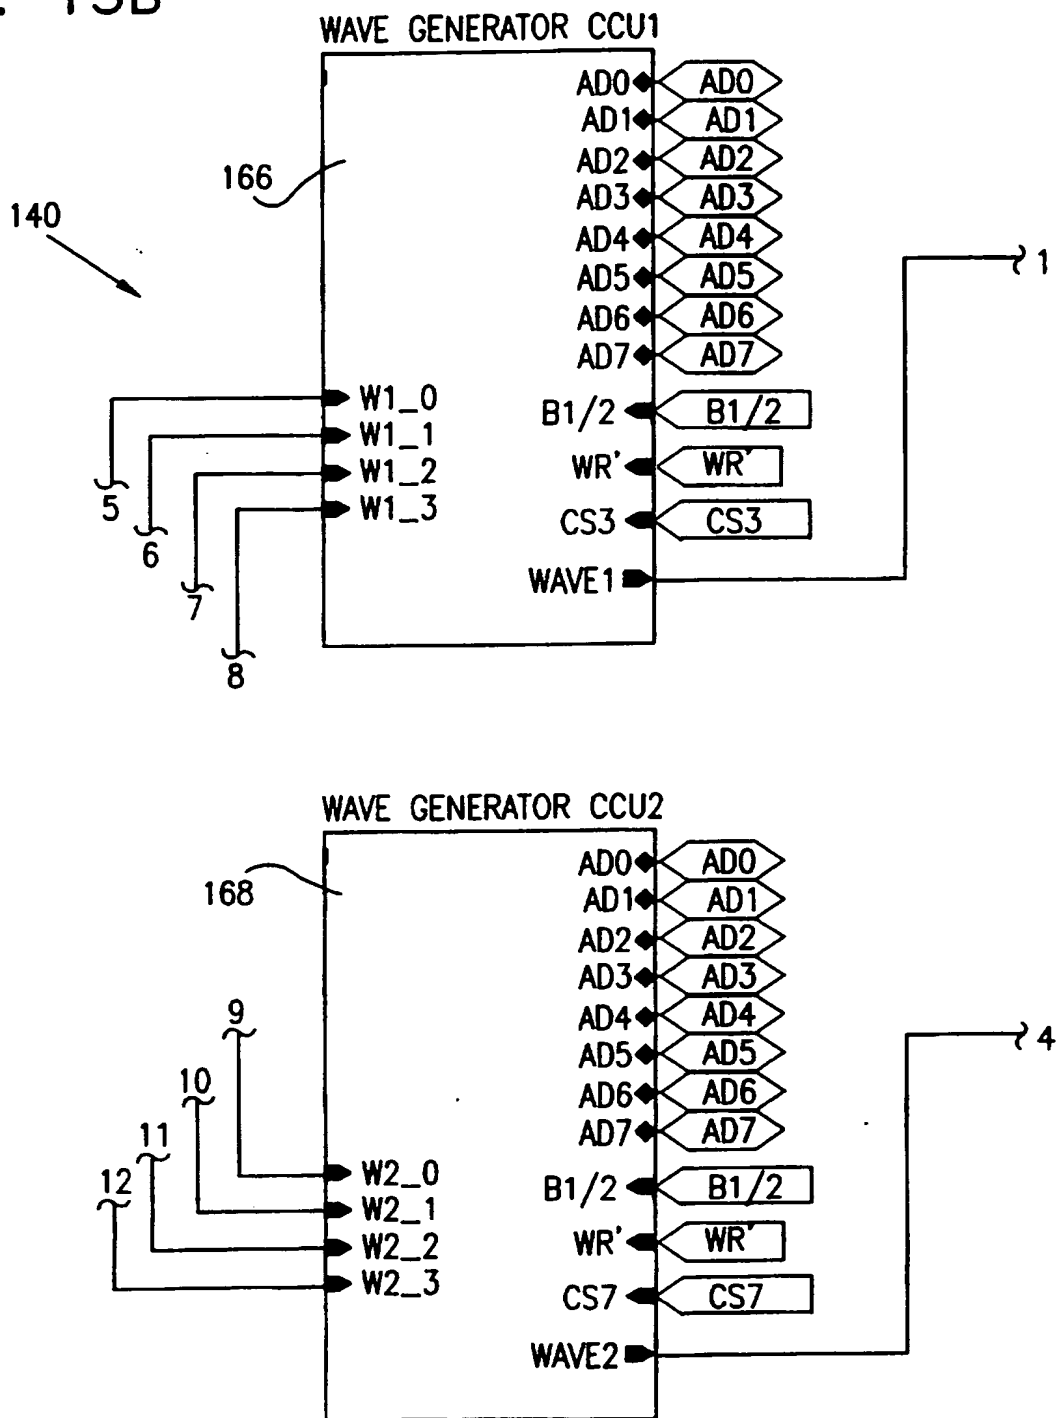 15B
WAVE GENERATOR CCU1
AD0 AD0
AD1 AD1
AD2 AD2
166
AD3 AD3
140
AD4 AD4
1
AD5 AD5
AD6 AD6
AD7 AD7
W1_0
B1/2 B1/2
W1_1
WR' WR'
W1_2
5
W1_3
CS3 CS3
6
WAVE1
7
8
WAVE GENERATOR CCU2
AD0 AD0
168
AD1 AD1
AD2 AD2
AD3 AD3
9
AD4 AD4
4
AD5 AD5
10
AD6 AD6
11
AD7 AD7
12
W2_0
B1/2 B1/2
W2_1
W2_2
WR' WR'
W2_3
CS7 CS7
WAVE2